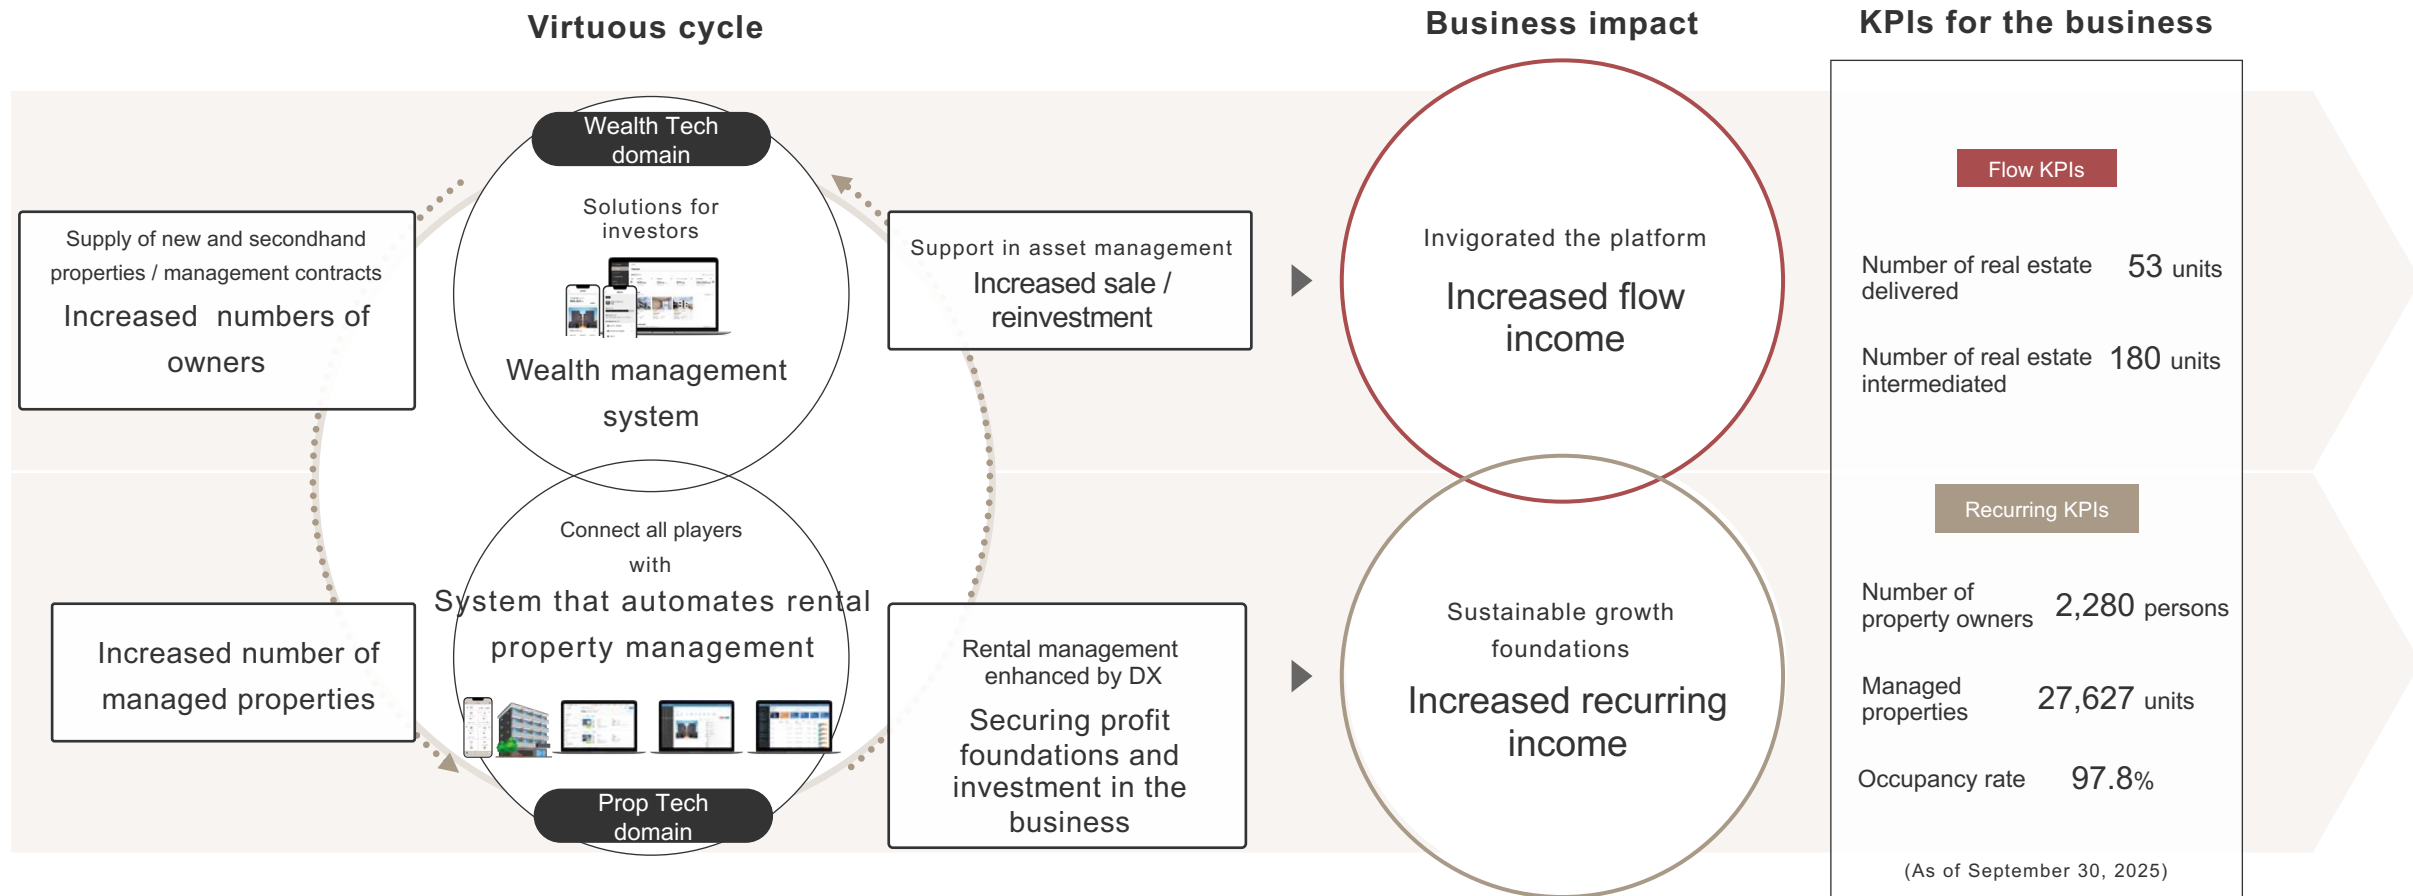 Virtuous cycle
Business impact
KPIs for the business
Wealth Tech
domain
Solutions for
investors
Wealth management
system
Supply of new and secondhand
properties / management contracts
Increased numbers of
owners
Support in asset management
Increased sale /
reinvestment
Connect all players
with
System that automates rental
property management
Prop Tech
domain
Increased number of
managed properties
Rental management
enhanced by DX
Securing profit
foundations and
investment in the
business
Invigorated the platform
Increased flow
income
Sustainable growth
foundations
Increased recurring
income
Flow KPIs
Number of real estate
delivered
53 units
Number of real estate
intermediated
180 units
Recurring KPIs
Number of
property owners
2,280 persons
Managed
properties
27,627 units
Occupancy rate 97.8%
(As of September 30, 2025)